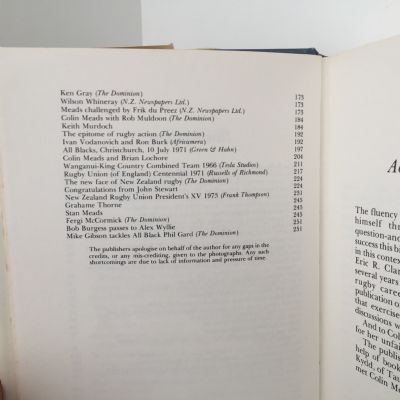 Ken Gray (The Dominion) 173
Wilson Whineray (N.Z. Newspapers Ltd.) 173
Meads challenged by Frik du Preez (N.Z. Newspapers Ltd.) 173
Colin Meads with Rob Muldoon (The Dominion) 184
Keith Murdoch 184
The epitome of rugby action (The Dominion) 192
Ivan Vodanovich and Ron Burk (Africamera) 192
All Blacks, Christchurch, 10 July 1971 (Green & Hahn) 197
Colin Meads and Brian Lochore 204
Wanganui-King Country Combined Team 1966 (Tesla Studios) 211
Rugby Union (of England) Centennial 1971 (Russells of Richmond)
The new face of New Zealand rugby (The Dominion) 224
Congratulations from John Stewart 224
New Zealand Rugby Union President's XV 1973 (Frank Thompson)
Grahame Thorne
Stan Meads
Fergi McCormick (The Dominion)
Bob Burgess passes to Alex Wyllie 251
Mike Gibson tackles All Black Phil Gard (The Dominion) 251
The publishers apologise on behalf of the author for any gaps in the
credits, or any mis-crediting, given to the photographs. Any such
shortcomings are due to lack of information and pressure of time
The fluency
himself
question-and
success this
in this context
Eric R.
several years
rugby
publication
that
discussions
And to
for her
The
help of
Kydd, of
met Colin